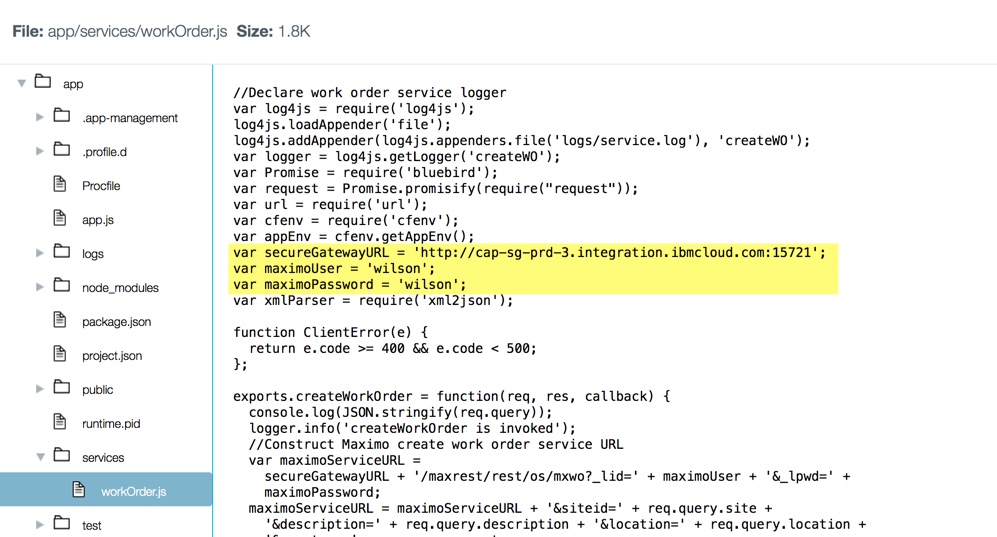 File: app/services/workOrder.js Size: 1.8K
app
.app-management
.profile.d
Procfile
app.js
logs
node_modules
package.json
project.json
public
runtime.pid
services
workOrder.js
test
//Declare work order service logger
var log4js = require('log4js');
log4js.loadAppender('file');
log4js.addAppender(log4js.appenders.file('logs/service.log'), 'createWO');
var logger = log4js.getLogger('createWO');
var Promise = require('bluebird');
var request = Promise.promisify(require("request"));
var url = require('url');
var cfenv = require('cfenv');
var appEnv = cfenv.getAppEnv();
var secureGatewayURL = 'http://cap-sg-prd-3.integration.ibmcloud.com:15721';
var maximoUser = 'wilson';
var maximoPassword = 'wilson';
var xmlParser = require('xml2json');
function ClientError(e) {
return e.code >= 400 && e.code < 500;
};
exports.createWorkOrder = function(req, res, callback) {
console.log(JSON.stringify(req.query));
logger.info('createWorkOrder is invoked');
//Construct Maximo create work order service URL
var maximoServiceURL =
secureGatewayURL + '/maxrest/rest/os/mxwo?_lid=' + maximoUser + '&_lpwd=' +
maximoPassword;
maximoServiceURL = maximoServiceURL + '&siteid=' + req.query.site +
'&description=' + req.query.description + '&location=' + req.query.location +